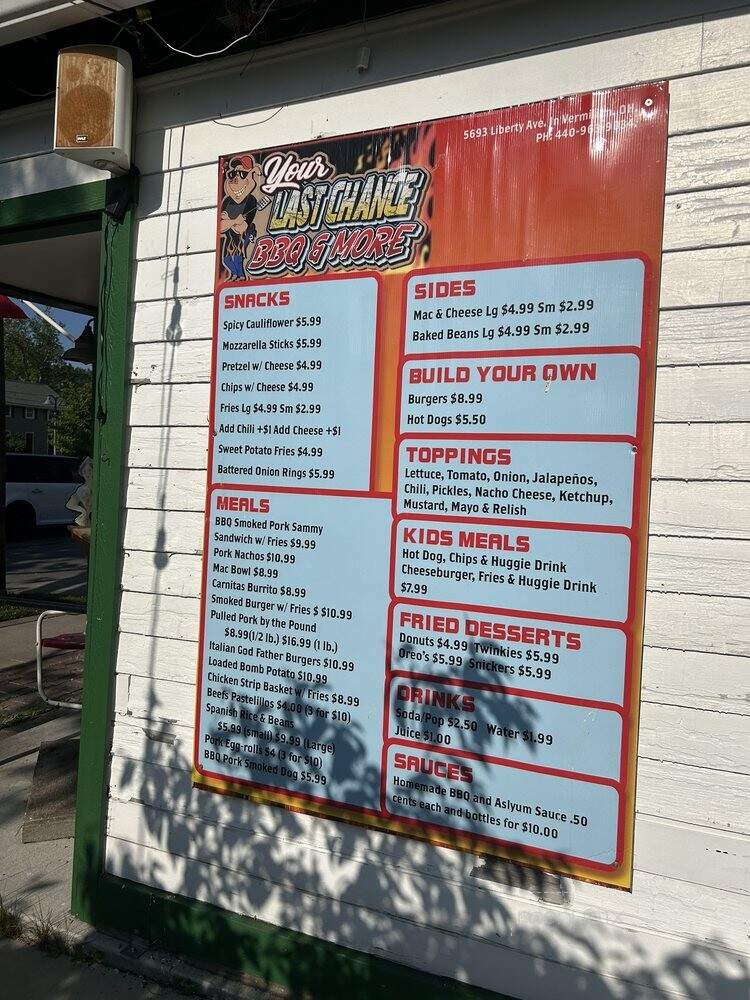 5693 Liberty Ave. In Vermilion, OH
PH: 440-96
Your
LAST CHANCE
BBQ & MORE
SNACKS
Spicy Cauliflower $5.99
Mozzarella Sticks $5.99
Pretzel w/ Cheese $4.99
Chips w/ Cheese $4.99
Fries Lg $4.99 Sm $2.99
Add Chili +$1 Add Cheese +$1
Sweet Potato Fries $4.99
Battered Onion Rings $5.99
MEALS
BBQ Smoked Pork Sammy
Sandwich w/ Fries $9.99
Pork Nachos $10.99
Mac Bowl $8.99
Carnitas Burrito $8.99
Smoked Burger w/ Fries $ $10.99
Pulled Pork by the Pound
$8.99(1/2 lb.) $16.99 (1 lb.)
Italian God Father Burgers $10.99
Loaded Bomb Potato $10.99
Chicken Strip Basket w/ Fries $8.99
Beefs Pastelillos $4.00 (3 for $10)
Spanish Rice & Beans
$5.99 (small) $9.99 (Large)
Pork Egg-rolls $4 (3 for $10)
BBQ Pork Smoked Dog $5.99
SIDES
Mac & Cheese Lg $4.99 Sm $2.99
Baked Beans Lg $4.99 Sm $2.99
BUILD YOUR OWN
Burgers $8.99
Hot Dogs $5.50
TOPPINGS
Lettuce, Tomato, Onion, Jalapeños,
Chili, Pickles, Nacho Cheese, Ketchup,
Mustard, Mayo & Relish
KIDS MEALS
Hot Dog, Chips & Huggie Drink
Cheeseburger, Fries & Huggie Drink
$7.99
FRIED DESSERTS
Donuts $4.99 Twinkies $5.99
Oreo's $5.99 Snickers $5.99
DRINKS
Soda/Pop $2.50 Water $1.99
Juice $1.00
SAUCES
Homemade BBQ and Aslyum Sauce .50
cents each and bottles for $10.00